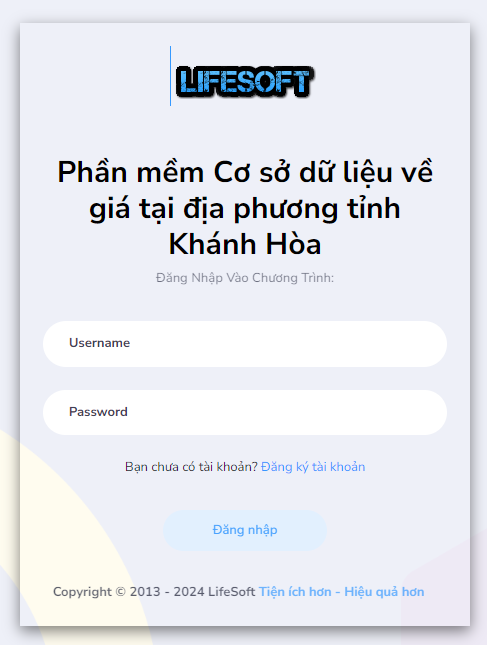 LIFESOFT
Phần mềm Cơ sở dữ liệu về
giá tại địa phương tỉnh
Khánh Hòa
Đăng Nhập Vào Chương Trình:
Username
Password
Bạn chưa có tài khoản? Đăng ký tài khoản
Đăng nhập
Copyright © 2013 - 2024 LifeSoft Tiện ích hơn - Hiệu quả hơn